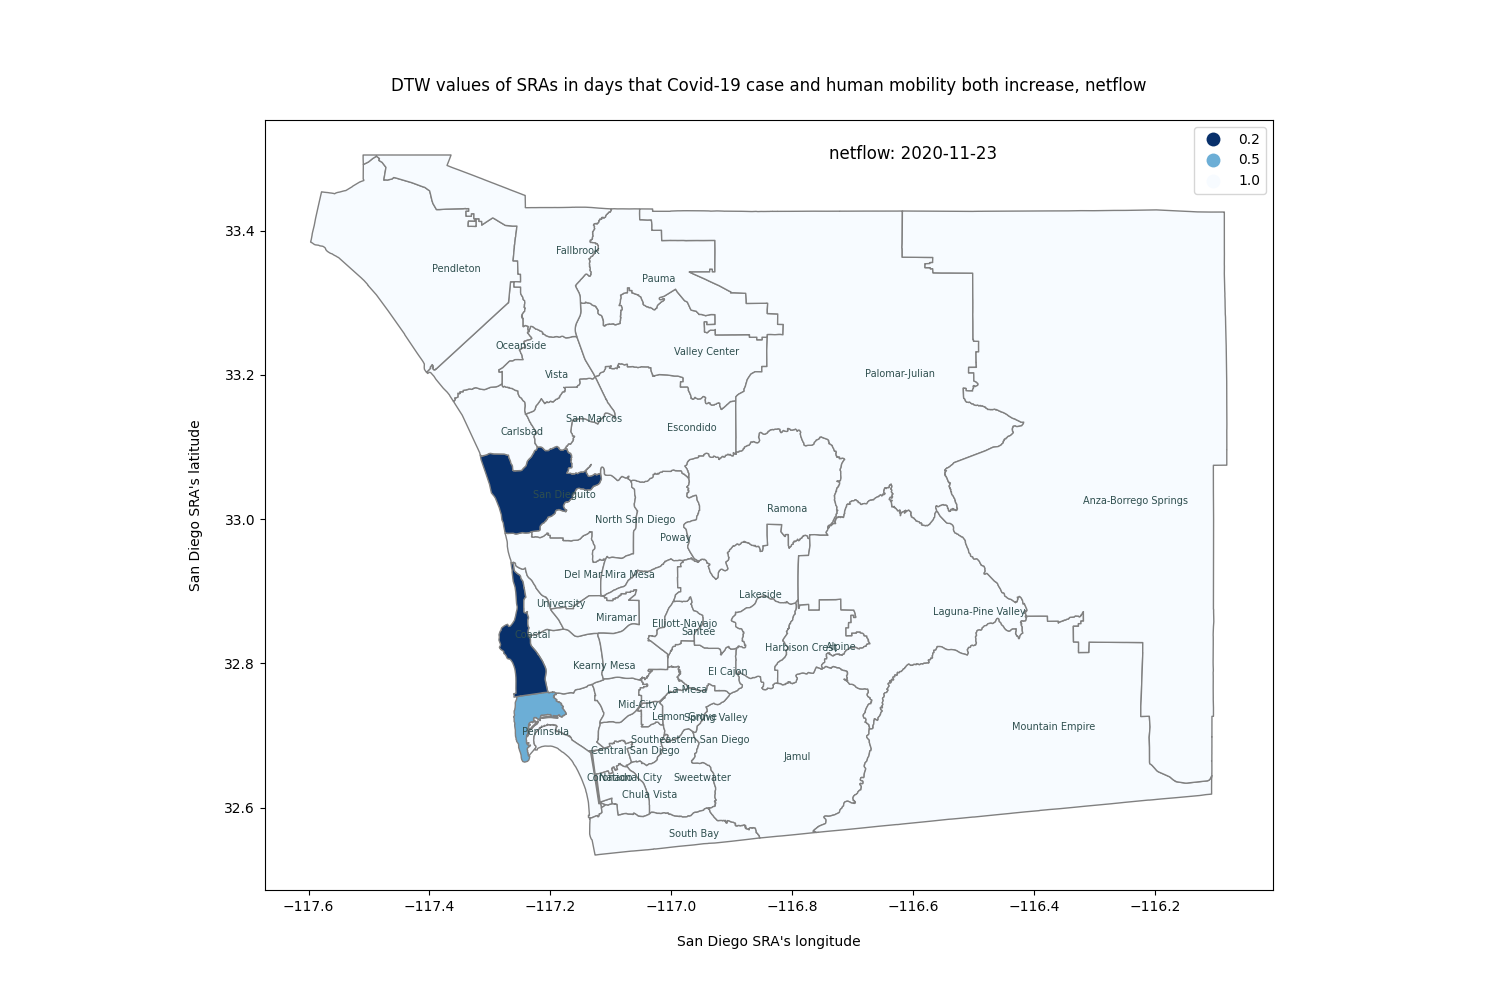 DTW values of SRAs in days that Covid-19 case and human mobility both increase, netflow
netflow: 2020-11-23
0.2
0.5
1.0
San Diego SRA's latitude
33.4
33.2
33.0
32.8
32.6
Fallbrook
Pendleton
Pauma
Oceanside
Valley Center
Vista
Palomar-Julian
San Marcos
Carlsbad
Escondido
San Dieguito
Anza-Borrego Springs
Ramona
North San Diego
Poway
Del Mar-Mira Mesa
Lakeside
University
Laguna-Pine Valley
Miramar
Elliott-Navajo
Santee
Coastal
Harbison Crest
Alpine
Kearny Mesa
El Cajon
La Mesa
Mid-City
Lemon Grove
Spring Valley
Mountain Empire
Peninsula
Southeastern San Diego
Central San Diego
Jamul
Coronado
National City
Sweetwater
Chula Vista
South Bay
−117.6
−117.4
−117.2
−117.0
−116.8
−116.6
−116.4
−116.2
San Diego SRA's longitude